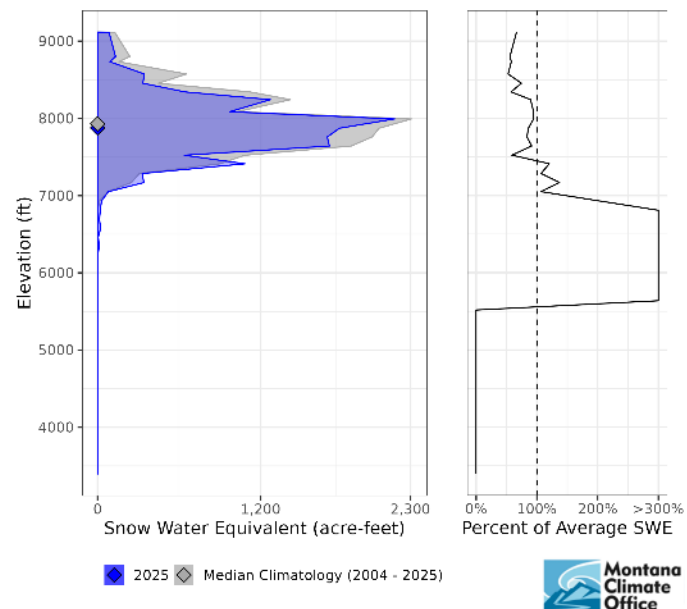 9000
8000
7000
6000
5000
4000
Elevation (ft)
0 1,200 2,300
0% 100% 200% >300%
Snow Water Equivalent (acre-feet)
Percent of Average SWE
2025 Median Climatology (2004 - 2025)
Montana
Climate
Office